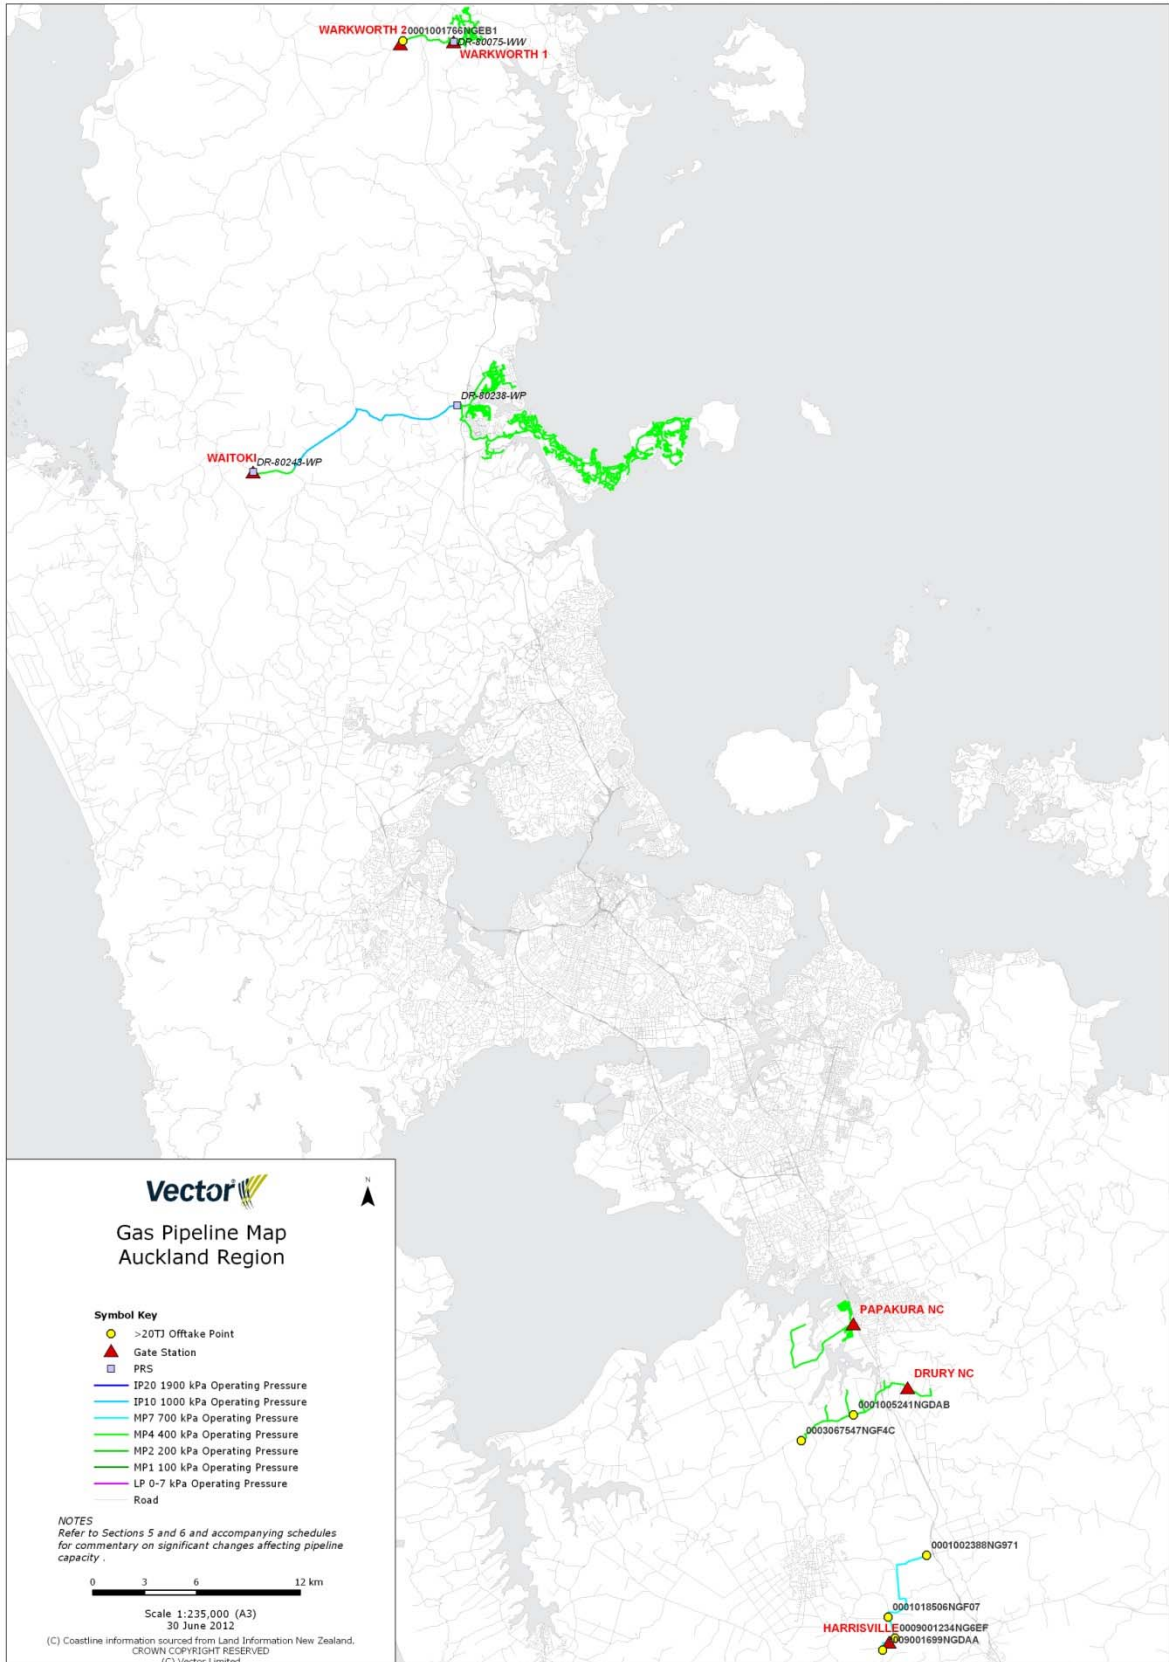 WARKWORTH 2
0001001766NGEB1
DR-80075-WW
WARKWORTH 1
DR-80238-WP
WAITOKI
DR-80243-WP
PAPAKURA NC
DRURY NC
0001005241NGDAB
0003067547NGF4C
0001002388NG971
0001018506NGF07
HARRISVILLE
0009001234NG6EF
009001699NGDAA
Vector
N
Gas Pipeline Map
Auckland Region
Symbol Key
>20TJ Offtake Point
Gate Station
PRS
IP20 1900 kPa Operating Pressure
IP10 1000 kPa Operating Pressure
MP7 700 kPa Operating Pressure
MP4 400 kPa Operating Pressure
MP2 200 kPa Operating Pressure
MP1 100 kPa Operating Pressure
LP 0-7 kPa Operating Pressure
Road
NOTES
Refer to Sections 5 and 6 and accompanying schedules
for commentary on significant changes affecting pipeline
capacity .
0 3 6 12 km
Scale 1:235,000 (A3)
30 June 2012
(C) Coastline information sourced from Land Information New Zealand.
CROWN COPYRIGHT RESERVED
(C) Vector Limited